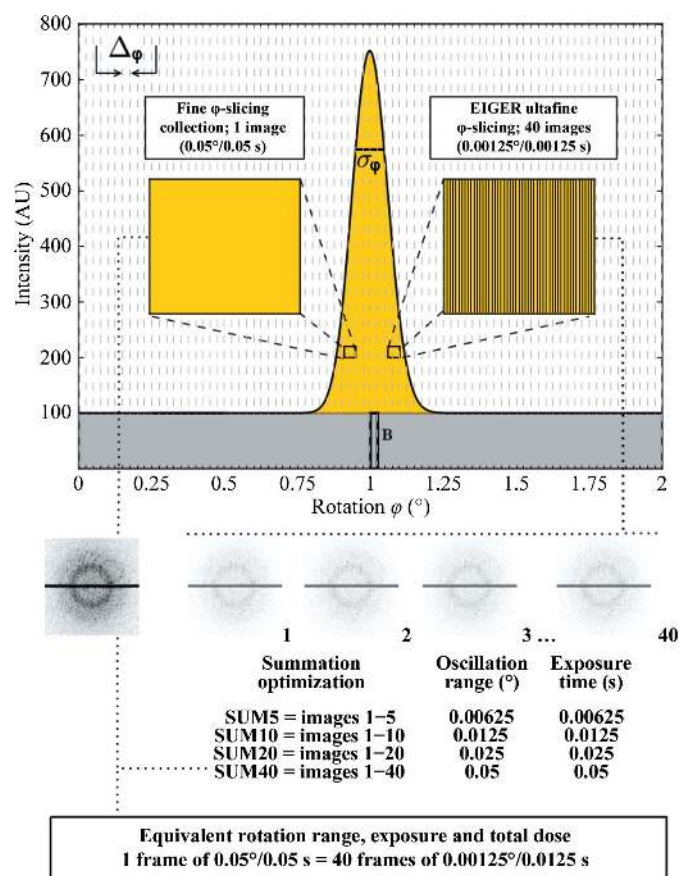 800
Δφ
700
Fine φ-slicing
collection; 1 image
(0.05°/0.05 s)
EIGER ultafine
φ-slicing; 40 images
(0.00125°/0.00125 s)
600
σφ
500
Intensity (AU)
400
300
200
100
B
0 0.25 0.75 1 1.25 1.5 1.75 2
Rotation φ (°)
1 2 3 ... 40
Summation
optimization
Oscillation
range (°)
Exposure
time (s)
SUM5 = images 1–5 0.00625 0.00625
SUM10 = images 1–10 0.0125 0.0125
SUM20 = images 1–20 0.025 0.025
SUM40 = images 1–40 0.05 0.05
Equivalent rotation range, exposure and total dose
1 frame of 0.05°/0.05 s = 40 frames of 0.00125°/0.0125 s